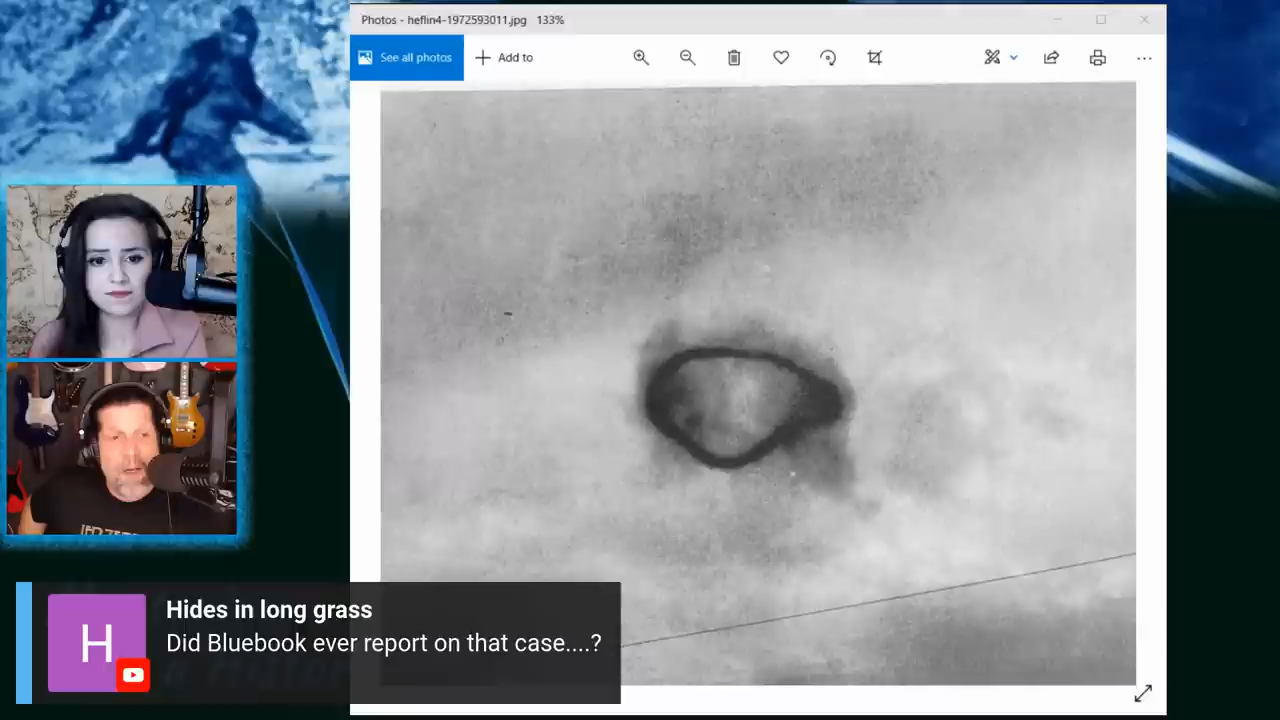 Photos - heflin4-1972593011.jpg 133%
See all photos
Add to
H
Hides in long grass
Did Bluebook ever report on that case....?